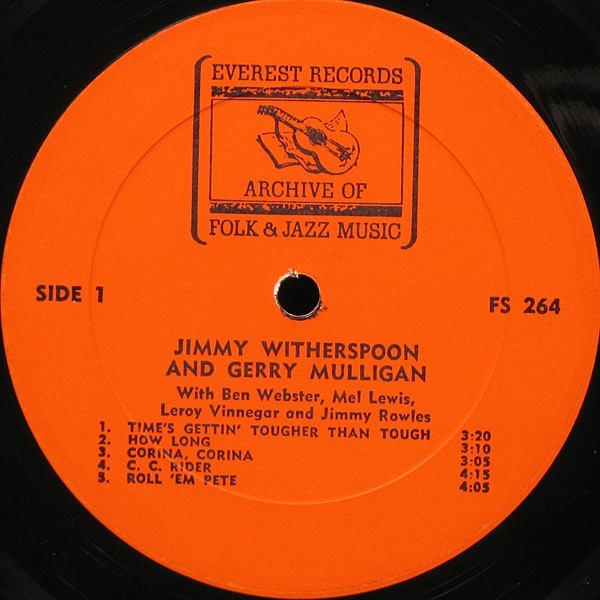 EVEREST RECORDS
ARCHIVE OF
FOLK & JAZZ MUSIC
SIDE 1
FS 264
JIMMY WITHERSPOON
AND GERRY MULLIGAN
With Ben Webster, Mel Lewis,
Leroy Vinnegar and Jimmy Rowles
1. TIME'S GETTIN' TOUGHER THAN TOUGH 3:20
2. HOW LONG 3:10
3. CORINA, CORINA 3:05
4. C. C. RIDER 4:15
5. ROLL 'EM PETE 4:05